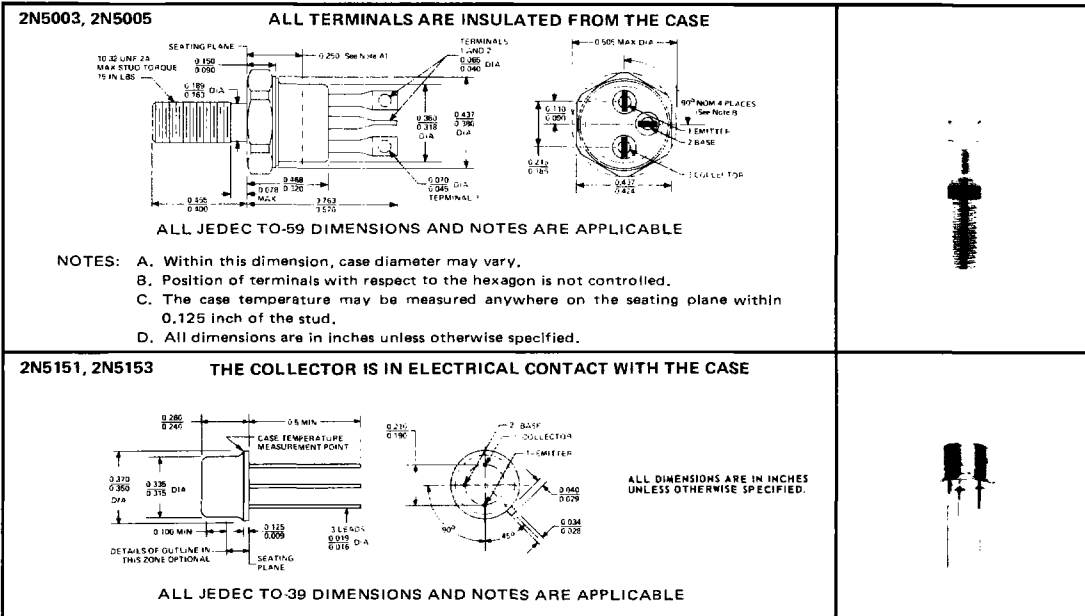 2N5003, 2N5005
ALL TERMINALS ARE INSULATED FROM THE CASE
SEATING PLANE
10 32 UNF 2A
MAX STUD TORQUE
15 IN LBS
0.150
0.090
0.250 See Note A
TERMINALS
1 AND 2
0.065
0.040 DIA
0.189
0.163 DIA
0.360
0.318
DIA
0.437
0.380
DIA
0.468
0.320
0.078
MAX
0.455
0.400
0.763
0.570
0.070
0.045 DIA
TERMINAL
0.505 MAX DIA
0.110
0.090
0.215
0.185
90° NOM 4 PLACES
(See Note B)
1 EMITTER
2 BASE
3 COLLECTOR
0.437
0.424
ALL JEDEC TO-59 DIMENSIONS AND NOTES ARE APPLICABLE
NOTES: A. Within this dimension, case diameter may vary.
B. Position of terminals with respect to the hexagon is not controlled.
C. The case temperature may be measured anywhere on the seating plane within
0.125 inch of the stud.
D. All dimensions are in inches unless otherwise specified.
2N5151, 2N5153
THE COLLECTOR IS IN ELECTRICAL CONTACT WITH THE CASE
0.260
0.240
0.5 MIN
CASE TEMPERATURE
MEASUREMENT POINT
0.370
0.350
DIA
0.335
0.315 DIA
0.100 MIN
0.125
0.009
3 LEADS
0.019
0.016 DIA
DETAILS OF OUTLINE IN
THIS ZONE OPTIONAL
SEATING
PLANE
0.210
0.190
2 BASE
COLLECTOR
1-EMITTER
0.040
0.029
0.034
0.028
90°
45°
ALL DIMENSIONS ARE IN INCHES
UNLESS OTHERWISE SPECIFIED.
ALL JEDEC TO-39 DIMENSIONS AND NOTES ARE APPLICABLE